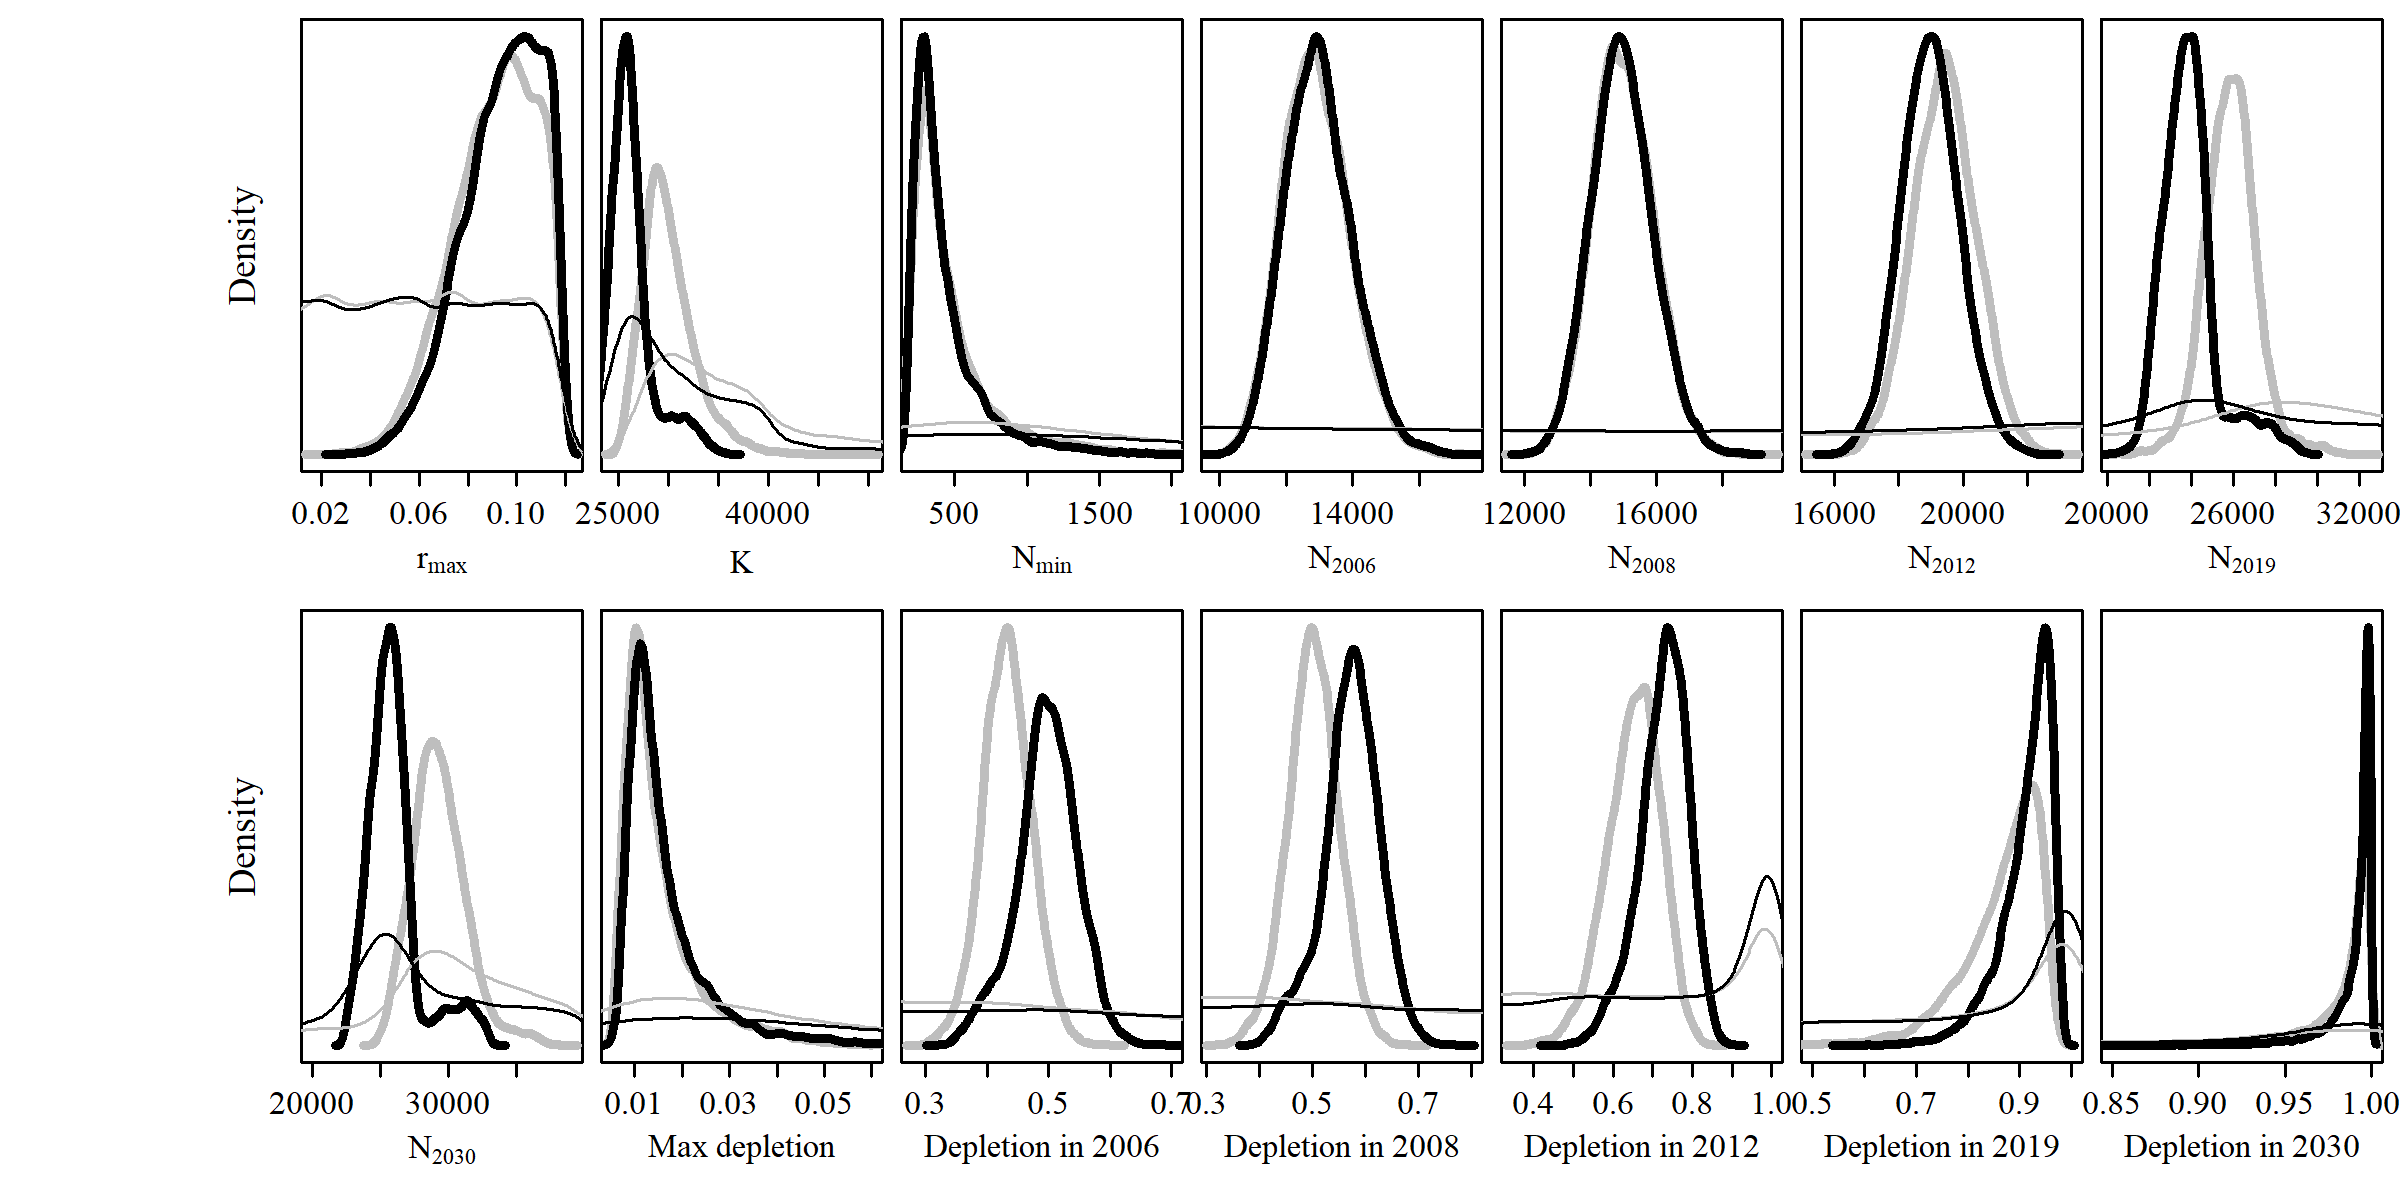 Density
0.02 0.06 0.10 25000 40000 500 1500 10000 14000 12000 16000 16000 20000 20000 26000 32000
rmax K Nmin N2006 N2008 N2012 N2019
Density
20000 30000 0.01 0.03 0.05 0.3 0.5 0.7 0.3 0.5 0.7 0.4 0.6 0.8 1.0 0.5 0.7 0.9 0.85 0.90 0.95 1.00
N2030 Max depletion Depletion in 2006 Depletion in 2008 Depletion in 2012 Depletion in 2019 Depletion in 2030